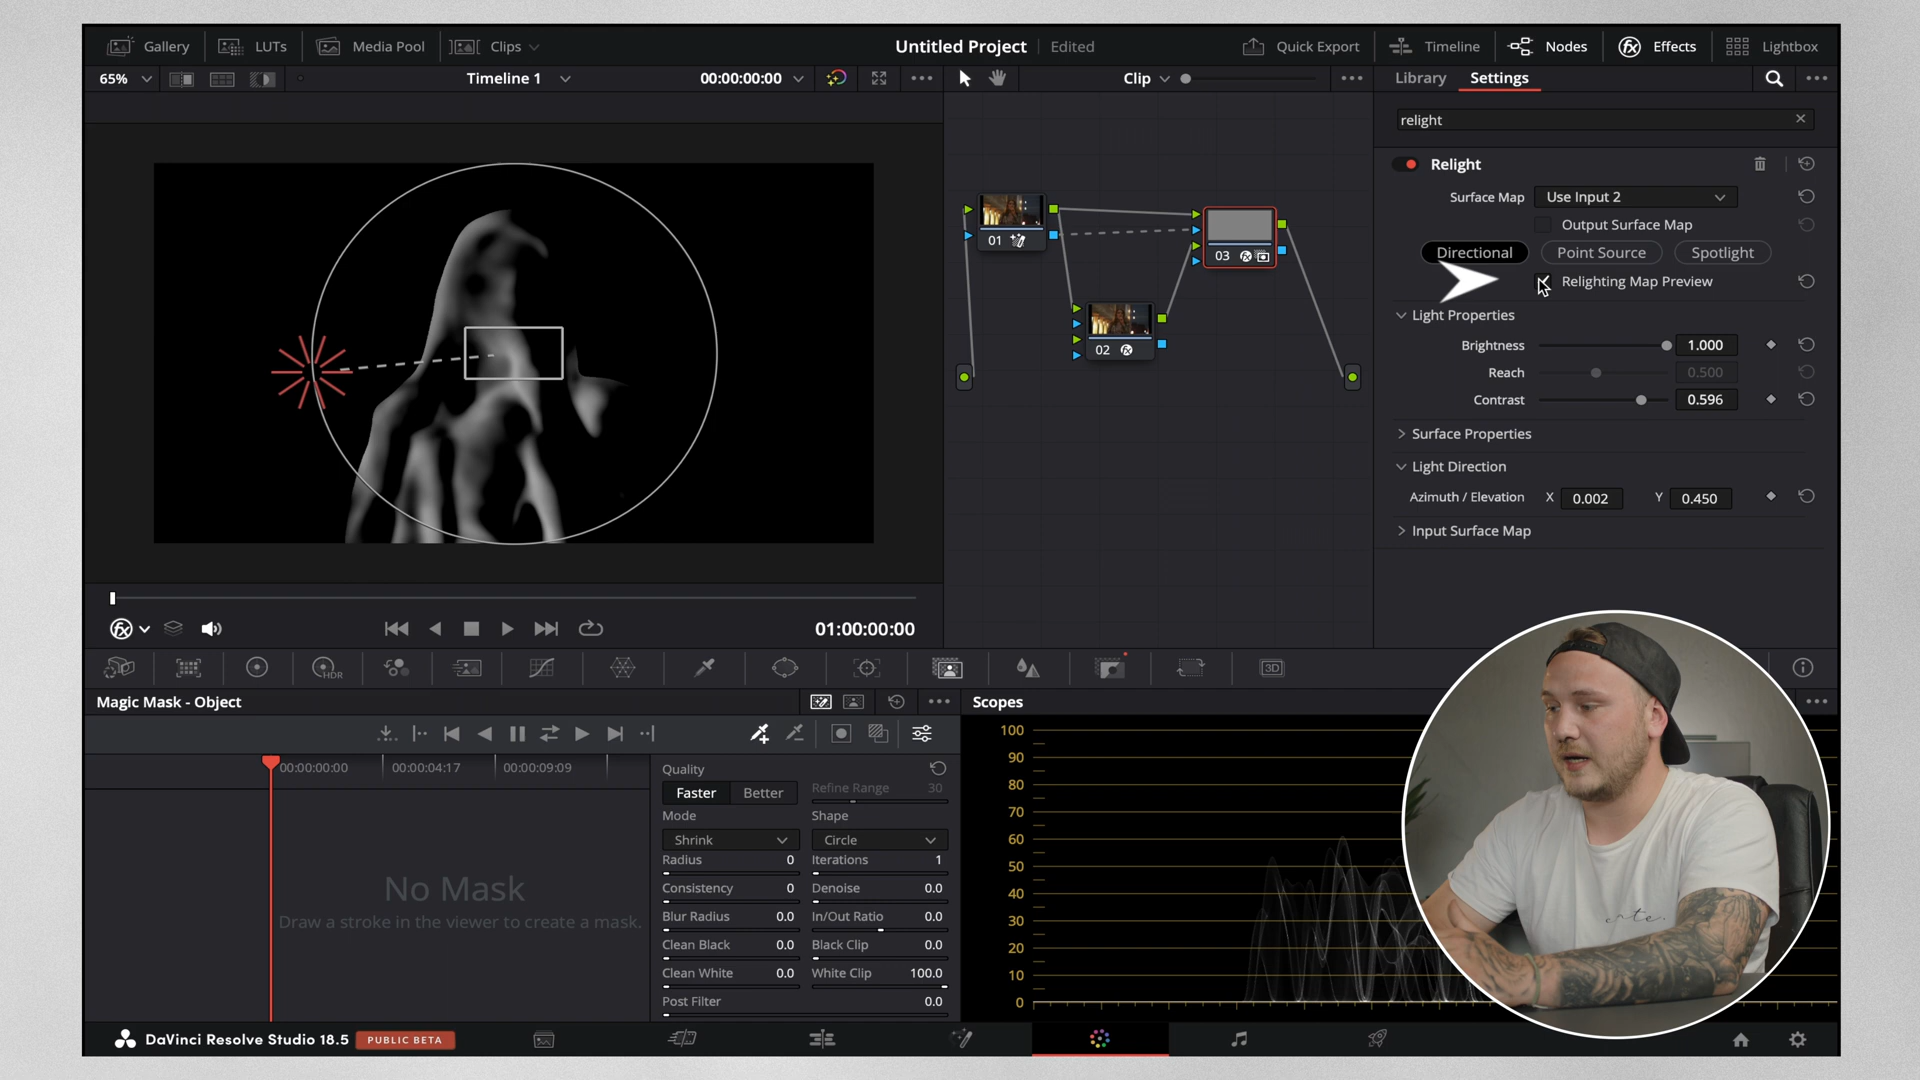 Gallery LUTs Media Pool Clips Untitled Project Edited Quick Export Timeline Nodes Effects Lightbox
65% Timeline 1 00:00:00:00 Clip Library Settings
relight
Relight
Surface Map Use Input 2
Output Surface Map
Directional Point Source Spotlight
Relighting Map Preview
Light Properties
Brightness 1.000
Reach 0.500
Contrast 0.596
Surface Properties
Light Direction
Azimuth / Elevation X 0.002 Y 0.450
Input Surface Map
01
03
02
01:00:00:00
HDR
3D
Magic Mask - Object
00:00:00:00 00:00:04:17 00:00:09:09
No Mask
Draw a stroke in the viewer to create a mask.
Quality
Faster Better Refine Range 30
Mode Shape
Shrink Circle
Radius 0 Iterations 1
Consistency 0 Denoise 0.0
Blur Radius 0.0 In/Out Ratio 0.0
Clean Black 0.0 Black Clip 0.0
Clean White 0.0 White Clip 100.0
Post Filter 0.0
Scopes
100
90
80
70
60
50
40
30
20
10
0
DaVinci Resolve Studio 18.5 PUBLIC BETA